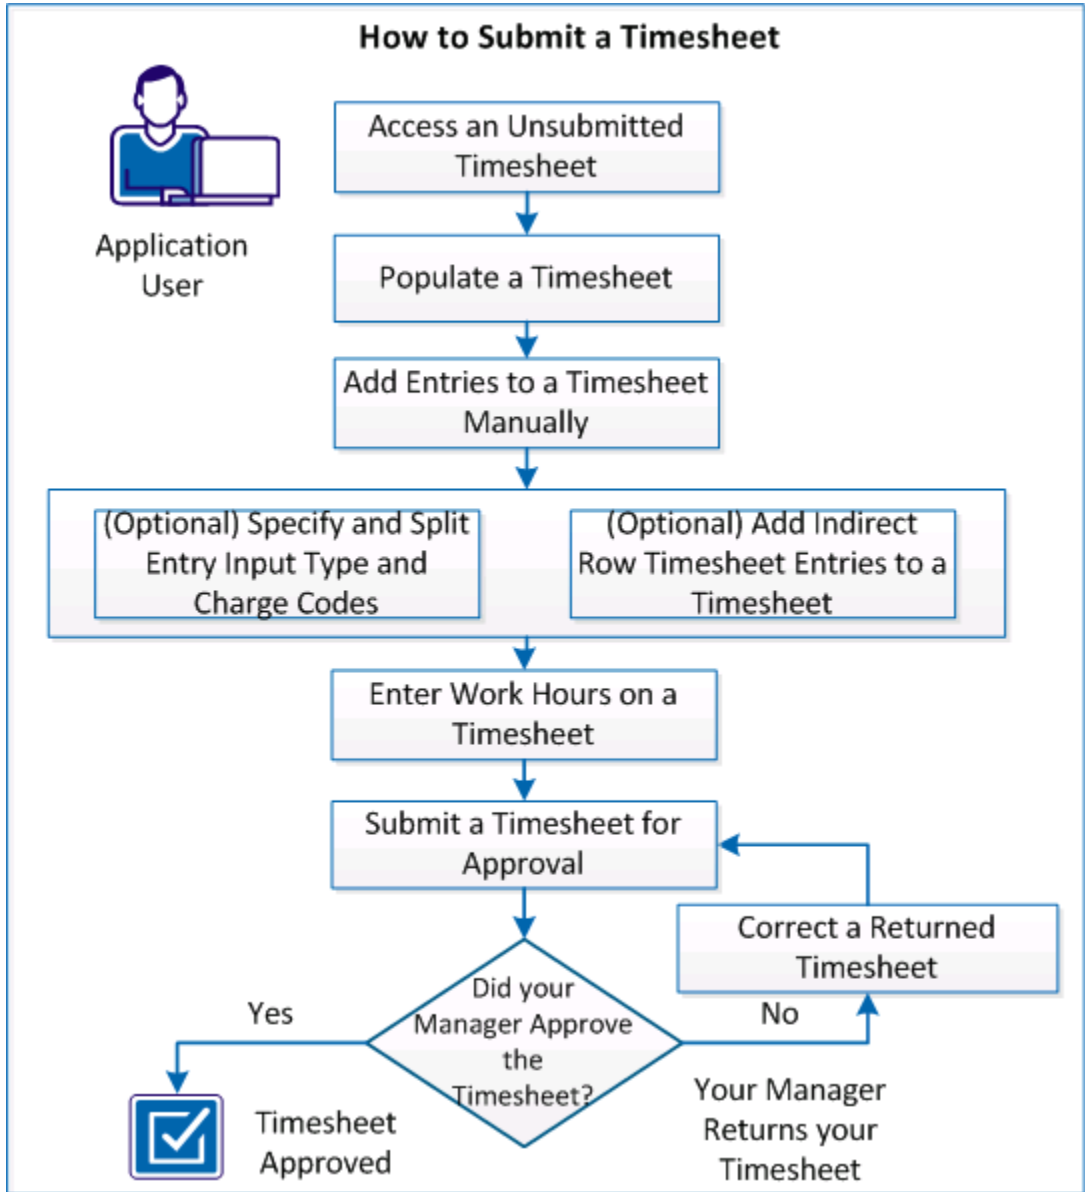 How to Submit a Timesheet
Application
User
Access an Unsubmitted
Timesheet
Populate a Timesheet
Add Entries to a Timesheet
Manually
(Optional) Specify and Split
Entry Input Type and
Charge Codes
(Optional) Add Indirect
Row Timesheet Entries to a
Timesheet
Enter Work Hours on a
Timesheet
Submit a Timesheet for
Approval
Correct a Returned
Timesheet
Did your
Manager Approve
the
Timesheet?
Yes
No
Timesheet
Approved
Your Manager
Returns your
Timesheet